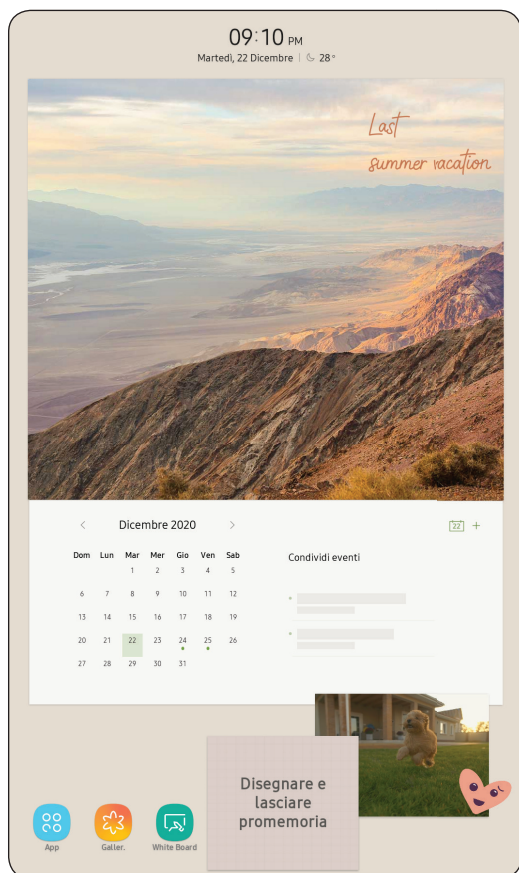 09:10 PM
Martedì, 22 Dicembre | 28°
Last
summer vacation
< Dicembre 2020 >
22 +
Dom Lun Mar Mer Gio Ven Sab
1 2 3 4 5
6 7 8 9 10 11 12
13 14 15 16 17 18 19
20 21 22 23 24 25 26
27 28 29 30 31
Condividi eventi
Disegnare e
lasciare
promemoria
App
Galler.
White Board